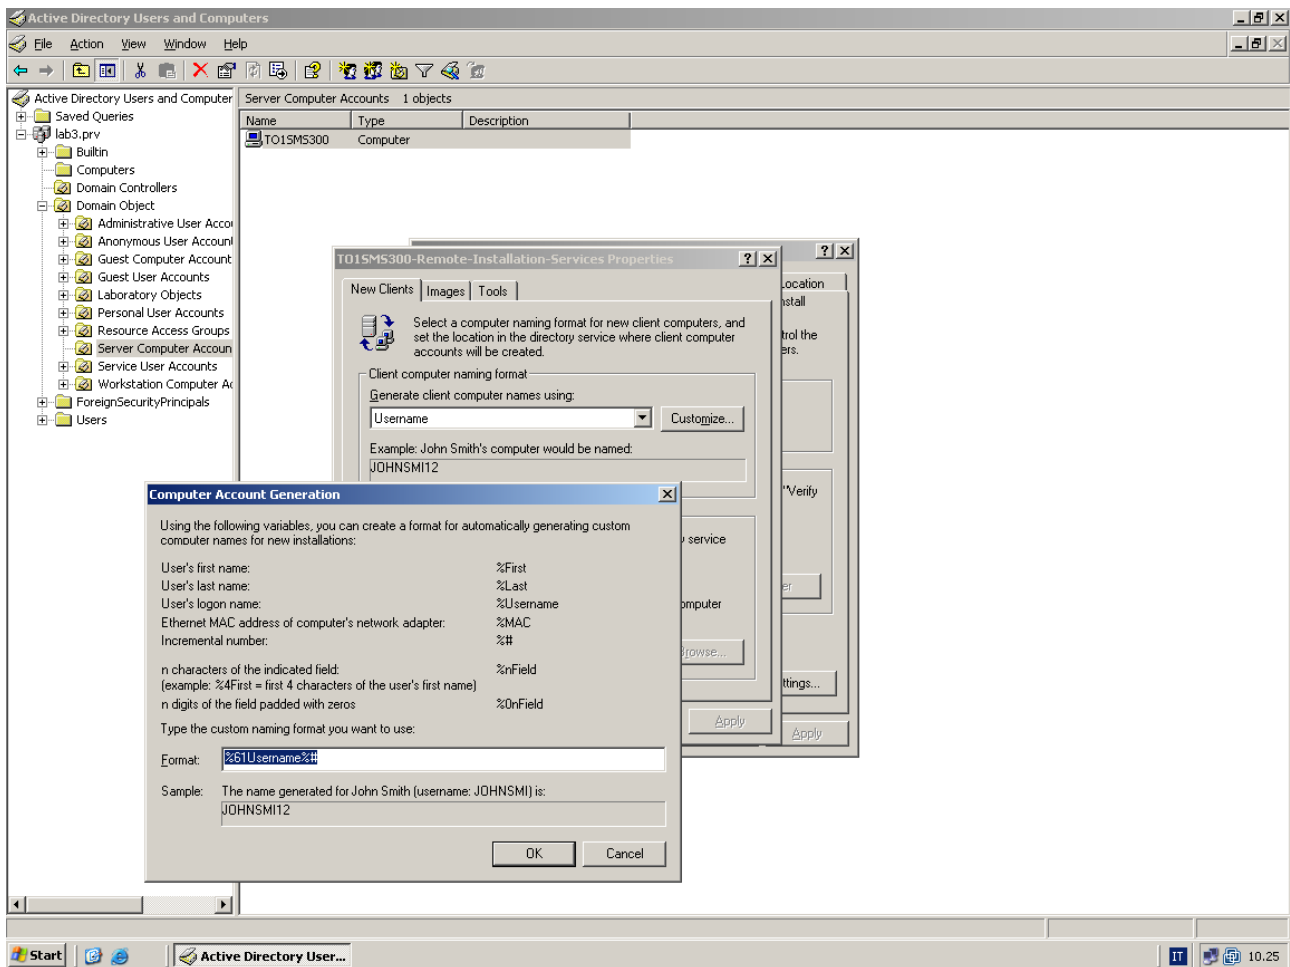 Active Directory Users and Computers
File Action View Window Help
Active Directory Users and Computer
Saved Queries
lab3.prv
Builtin
Computers
Domain Controllers
Domain Object
Administrative User Accou
Anonymous User Account
Guest Computer Account
Guest User Accounts
Laboratory Objects
Personal User Accounts
Resource Access Groups
Server Computer Accoun
Service User Accounts
Workstation Computer Ac
ForeignSecurityPrincipals
Users
Server Computer Accounts 1 objects
Name Type Description
TO1SMS300 Computer
Location
nstall
trol the
ers.
"Verify
er
ttings...
Apply
TO1SMS300-Remote-Installation-Services Properties
New Clients Images Tools
Select a computer naming format for new client computers, and
set the location in the directory service where client computer
accounts will be created.
Client computer naming format
Generate client computer names using:
Username Customize...
Example: John Smith's computer would be named:
JOHNSMI12
service
omputer
Browse...
Apply
Computer Account Generation
Using the following variables, you can create a format for automatically generating custom
computer names for new installations:
User's first name: %First
User's last name: %Last
User's logon name: %Username
Ethernet MAC address of computer's network adapter: %MAC
Incremental number: %#
n characters of the indicated field: %nField
(example: %4First = first 4 characters of the user's first name)
n digits of the field padded with zeros %0nField
Type the custom naming format you want to use:
Format: %61Username%#
Sample: The name generated for John Smith (username: JOHNSMI) is:
JOHNSMI12
OK Cancel
Start Active Directory User... IT 10.25